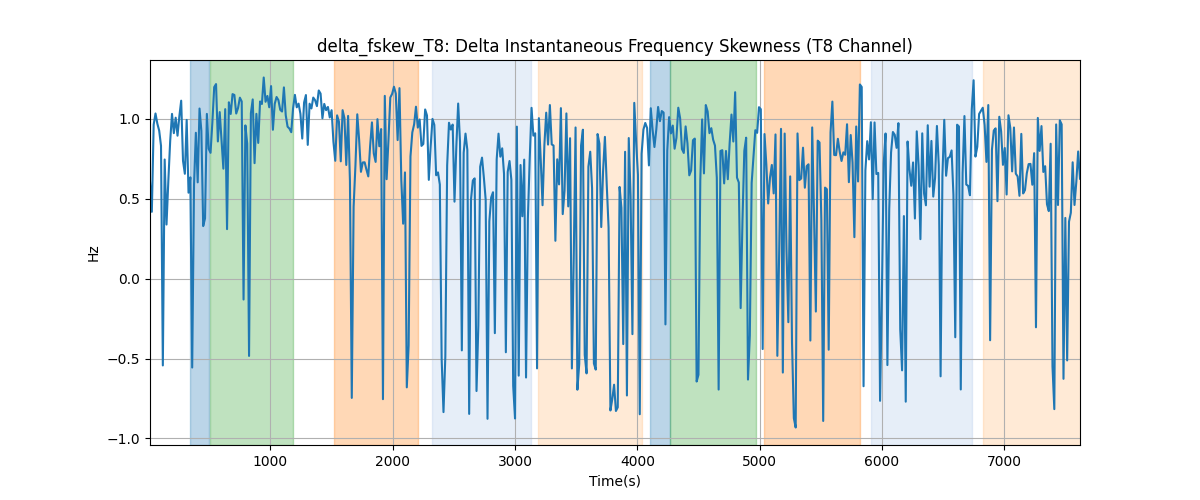 delta_fskew_T8: Delta Instantaneous Frequency Skewness (T8 Channel)
1.0
0.5
0.0
−0.5
−1.0
Hz
1000 2000 3000 4000 5000 6000 7000
Time(s)